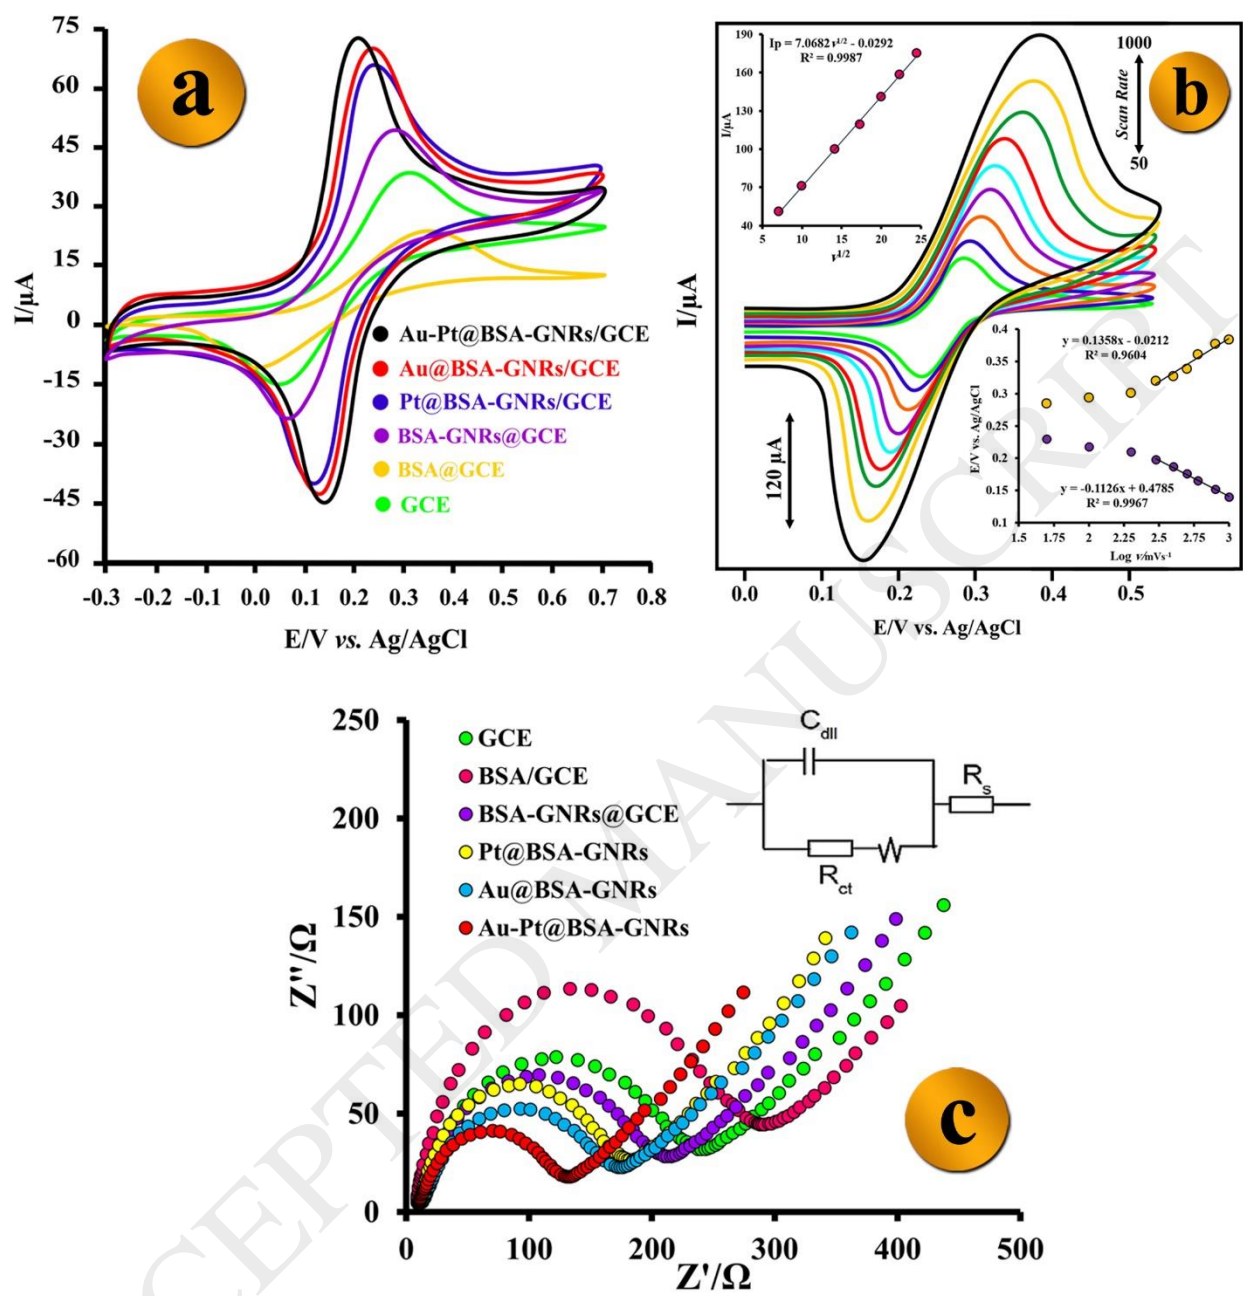 a
75
60
45
30
15
0
-15
-30
-45
-60
I/µA
-0.3 -0.2 -0.1 0.0 0.1 0.2 0.3 0.4 0.5 0.6 0.7 0.8
E/V vs. Ag/AgCl
Au-Pt@BSA-GNRs/GCE
Au@BSA-GNRs/GCE
Pt@BSA-GNRs/GCE
BSA-GNRs@GCE
BSA@GCE
GCE
b
190
160
130
100
70
40
I/µA
5 10 15 20 25
v1/2
Ip = 7.0682v1/2 - 0.0292
R² = 0.9987
1000
Scan Rate
50
I/µA
120 µA
0.4
0.35
0.3
0.25
0.2
0.15
0.1
E/V vs. Ag/AgCl
y = 0.1358x - 0.0212
R² = 0.9604
y = -0.1126x + 0.4785
R² = 0.9967
1.5 1.75 2 2.25 2.5 2.75 3
Log v/mVs-1
0.0 0.1 0.2 0.3 0.4 0.5
E/V vs. Ag/AgCl
250
200
150
100
50
0
Z''/Ω
GCE
BSA/GCE
BSA-GNRs@GCE
Pt@BSA-GNRs
Au@BSA-GNRs
Au-Pt@BSA-GNRs
Cdll
Rs
Rct
c
0 100 200 300 400 500
Z'/Ω
CEPTED MANUSCRIPT